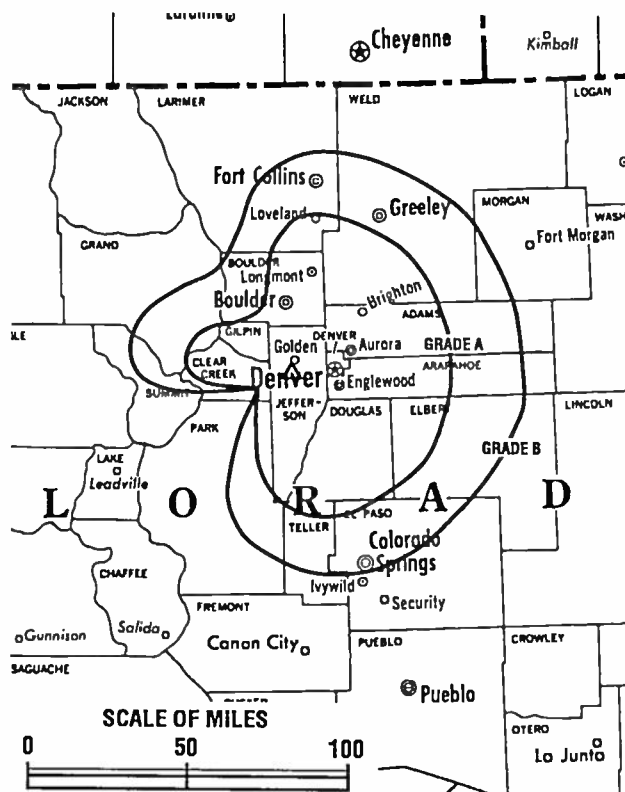 Cheyenne
Kimball
JACKSON
LARIMER
WELD
LOGAN
Fort Collins
Loveland
Greeley
MORGAN
WASH
Fort Morgan
GRAND
BOULDER
Longmont
Boulder
Brighton
ADAMS
GILPIN
GLE
Golden
DENVER
Aurora
GRADE A
CLEAR
CREEK
ARAPAHOE
Denver
Englewood
SUMMIT
JEFFER-
SON
DOUGLAS
ELBERT
LINCOLN
PARK
GRADE B
LAKE
Leadville
L O R A D
TELLER
EL PASO
Colorado
Springs
CHAFFEE
Ivywild
Security
FREMONT
Gunnison
Salida
Canon City
PUEBLO
CROWLEY
SAGUACHE
Pueblo
SCALE OF MILES
0 50 100
OTERO
La Junta